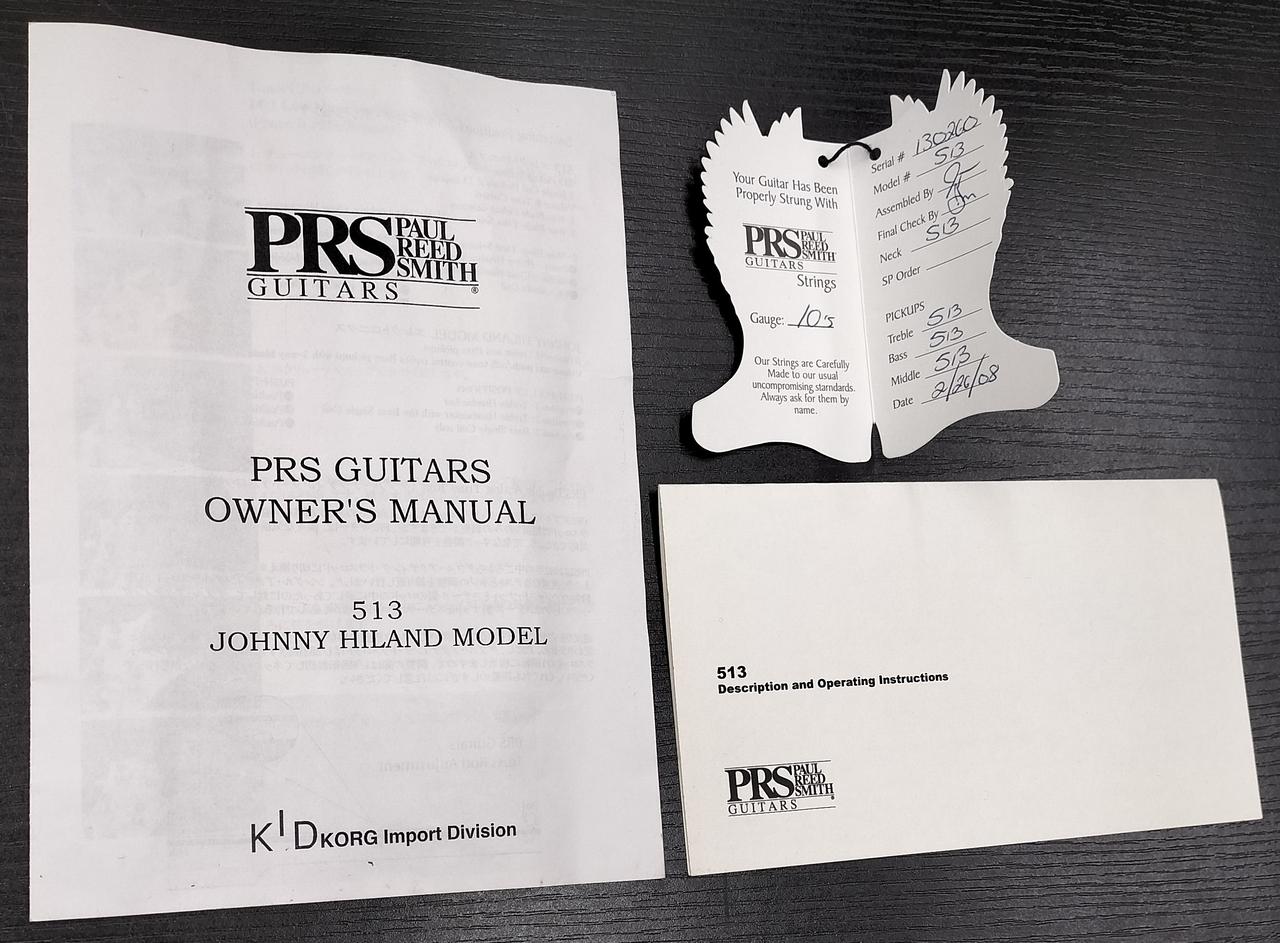 PRS PAUL
REED
SMITH
GUITARS ®
PRS GUITARS
OWNER'S MANUAL
513
JOHNNY HILAND MODEL
KID KORG Import Division
Your Guitar Has Been
Properly Strung With
PRS PAUL
REED
SMITH
GUITARS
Strings
Gauge: 10's
Our Strings are Carefully
Made to our usual
uncompromising starndards.
Always ask for them by
name.
Serial # 130260
Model # 513
Assembled By
Final Check By
Neck 513
SP Order
PICKUPS
Treble 513
Bass 513
Middle 513
Date 2/26/08
513
Description and Operating Instructions
PRS PAUL
REED
SMITH
GUITARS